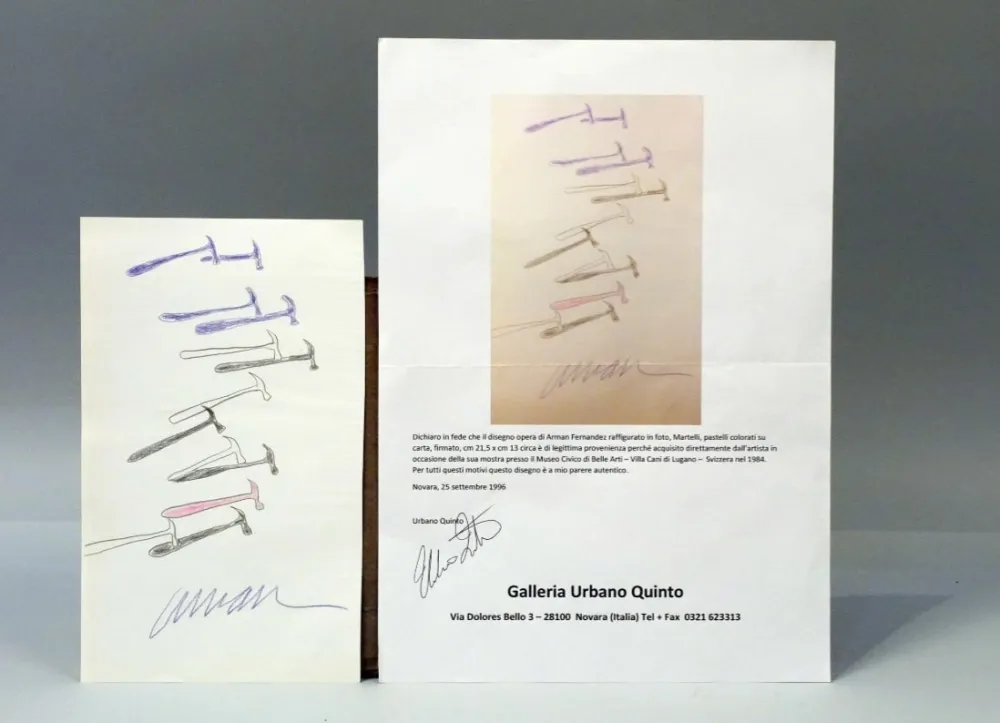 arman
arman
Dichiaro in fede che il disegno opera di Arman Fernandez raffigurato in foto, Martelli, pastelli colorati su
carta, firmato, cm 21,5 x cm 13 circa è di legittima provenienza perché acquisito direttamente dall'artista in
occasione della sua mostra presso il Museo Civico di Belle Arti – Villa Cani di Lugano – Svizzera nel 1984.
Per tutti questi motivi questo disegno è a mio parere autentico.
Novara, 25 settembre 1996
Urbano Quinto
Galleria Urbano Quinto
Via Dolores Bello 3 – 28100 Novara (Italia) Tel + Fax 0321 623313